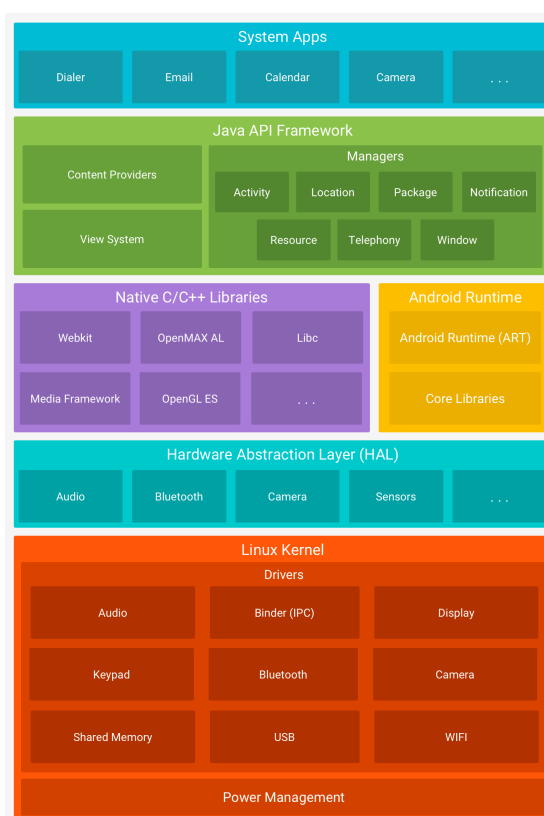 System Apps
Dialer
Email
Calendar
Camera
. . .
Java API Framework
Content Providers
View System
Managers
Activity
Location
Package
Notification
Resource
Telephony
Window
Native C/C++ Libraries
Webkit
OpenMAX AL
Libc
Media Framework
OpenGL ES
. . .
Android Runtime
Android Runtime (ART)
Core Libraries
Hardware Abstraction Layer (HAL)
Audio
Bluetooth
Camera
Sensors
. . .
Linux Kernel
Drivers
Audio
Binder (IPC)
Display
Keypad
Bluetooth
Camera
Shared Memory
USB
WIFI
Power Management